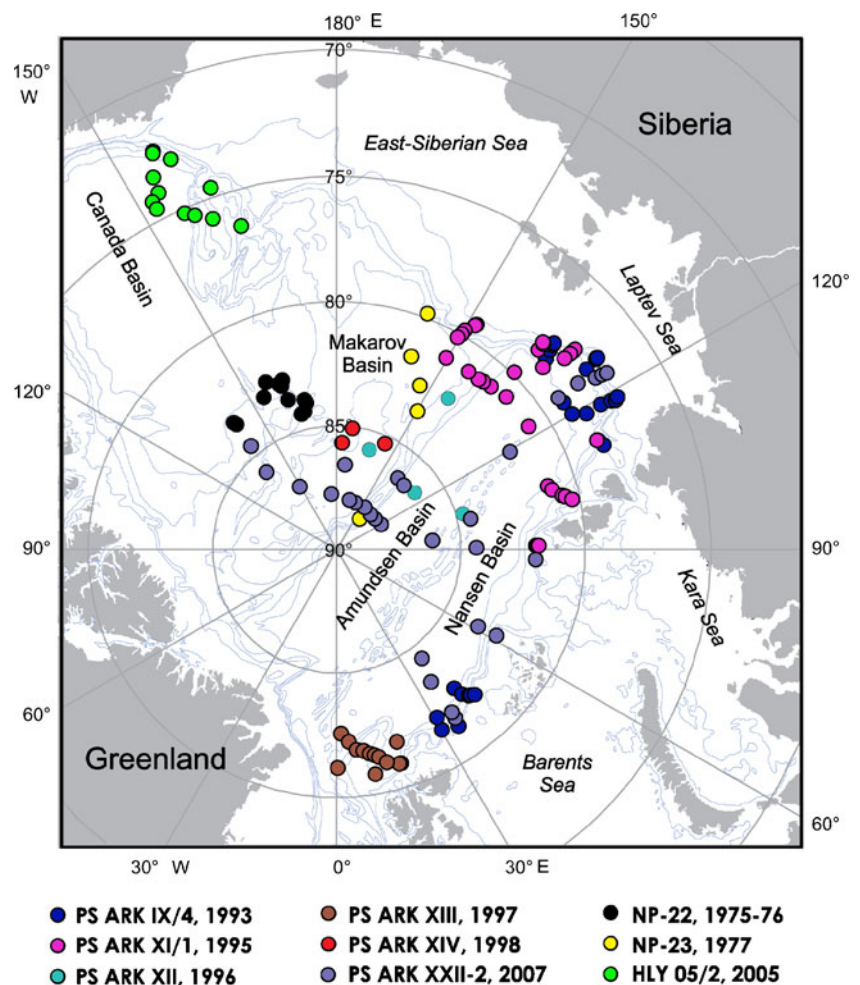 180° E
150°
70°
150°
W
Siberia
East-Siberian Sea
75°
Canada Basin
Laptev Sea
120°
80°
Makarov
Basin
120°
85°
90°
90°
90°
Amundsen Basin
Nansen Basin
Kara Sea
60°
Greenland
Barents
Sea
60°
30° W
0°
30° E
PS ARK IX/4, 1993
PS ARK XI/1, 1995
PS ARK XII, 1996
PS ARK XIII, 1997
PS ARK XIV, 1998
PS ARK XXII-2, 2007
NP-22, 1975-76
NP-23, 1977
HLY 05/2, 2005